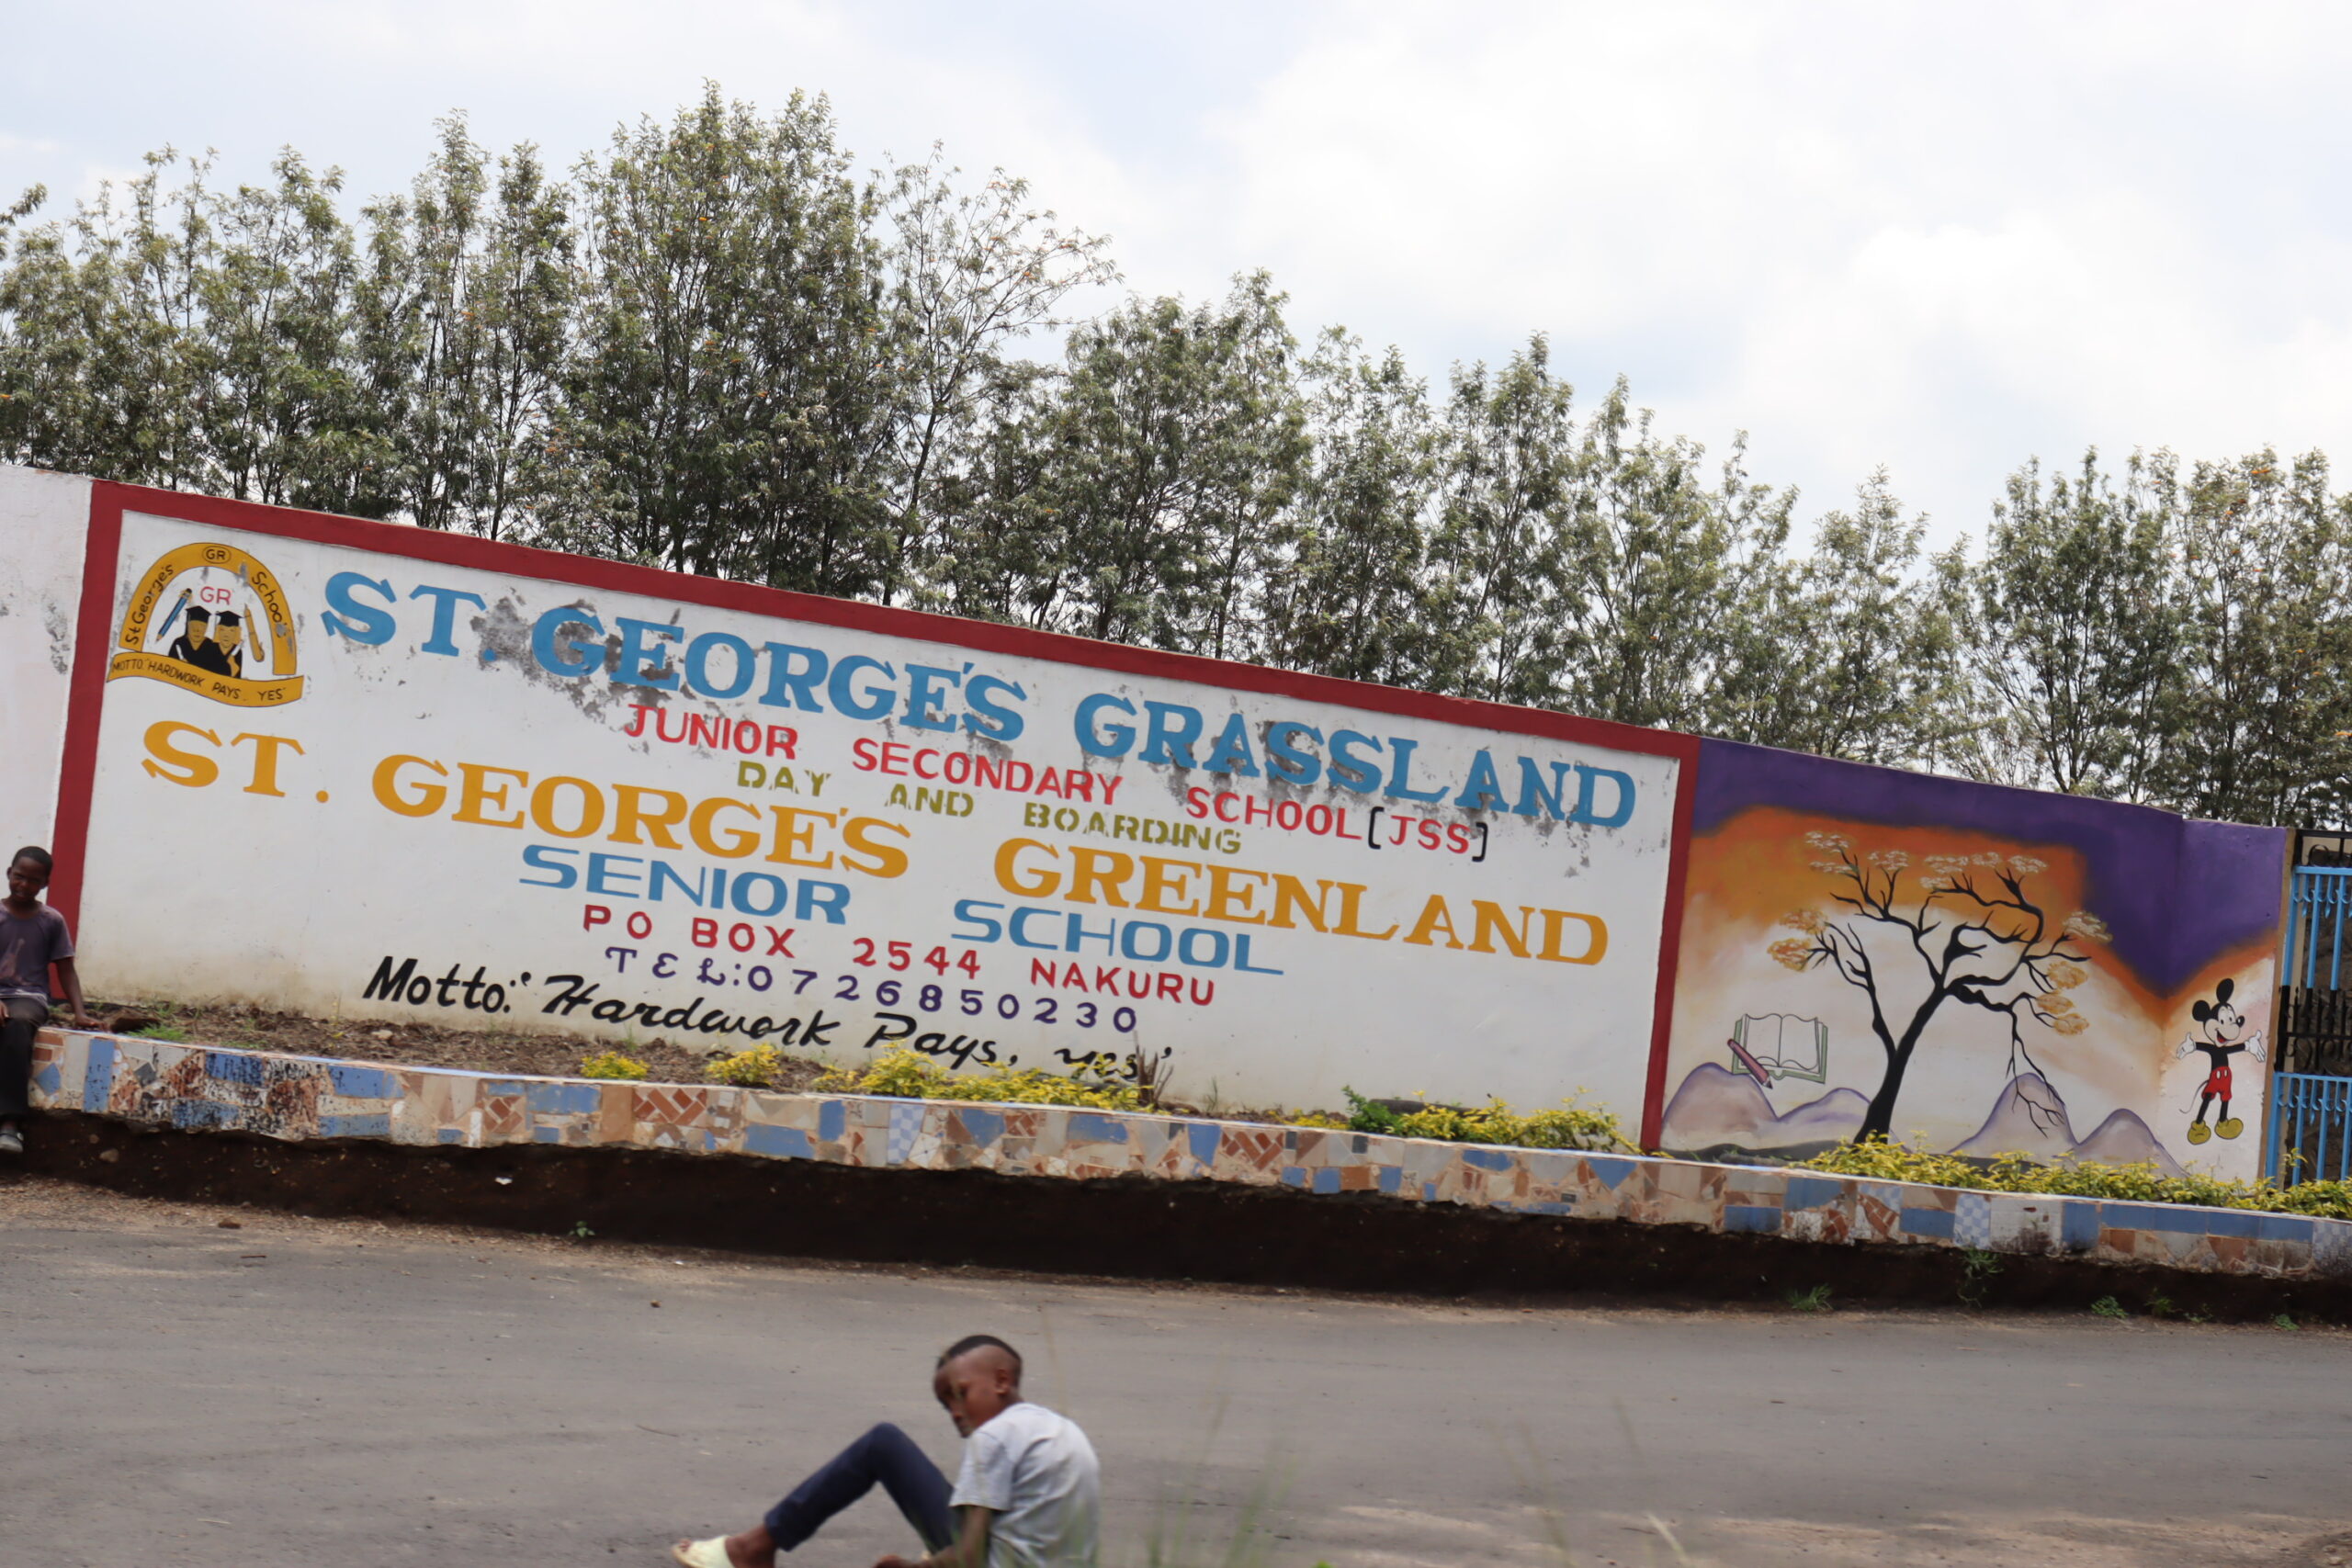 GR
St George's School
GR
MOTTO: "HARDWORK PAYS. YES"
ST. GEORGE'S GRASSLAND
JUNIOR SECONDARY SCHOOL [JSS]
DAY AND BOARDING
ST. GEORGE'S GREENLAND
SENIOR SCHOOL
PO BOX 2544 NAKURU
TEL: 0726850230
Motto: "Hardwork Pays, yes"